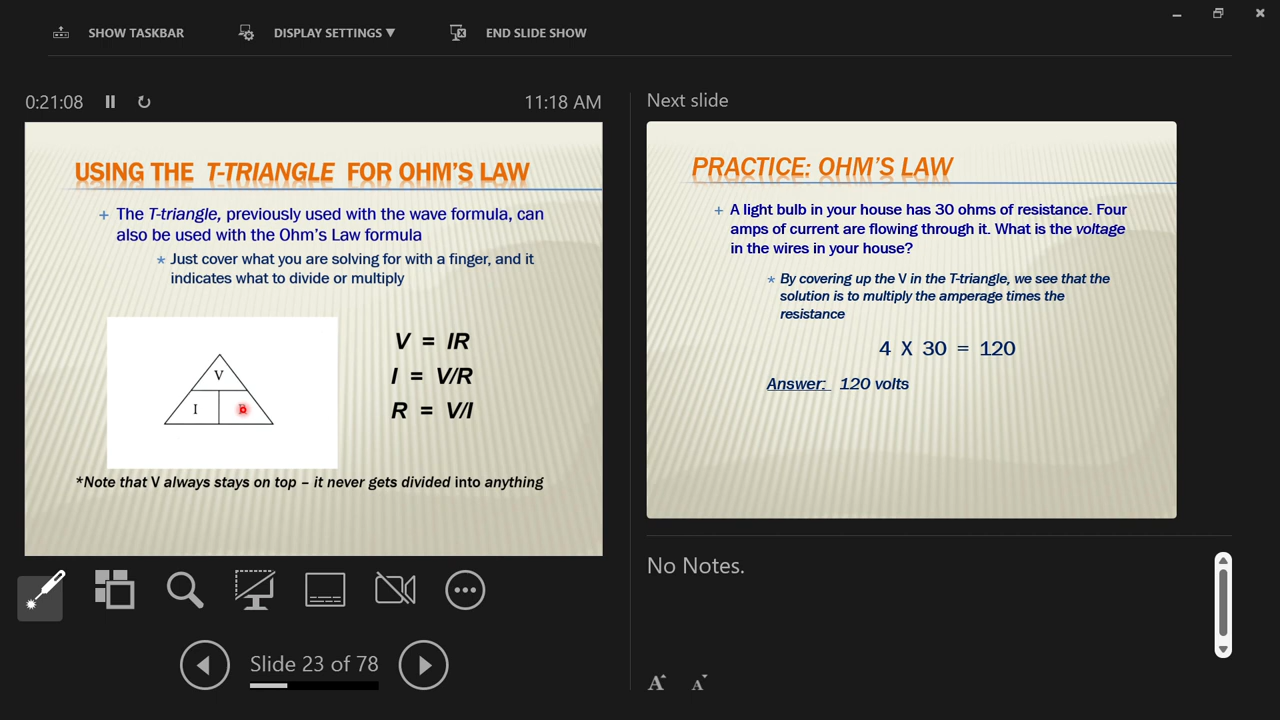 SHOW TASKBAR
DISPLAY SETTINGS ▼
END SLIDE SHOW
0:21:08
11:18 AM
USING THE T-TRIANGLE FOR OHM'S LAW
+ The T-triangle, previously used with the wave formula, can
also be used with the Ohm's Law formula
* Just cover what you are solving for with a finger, and it
indicates what to divide or multiply
V
I
V = IR
I = V/R
R = V/I
*Note that V always stays on top – it never gets divided into anything
Slide 23 of 78
Next slide
PRACTICE: OHM'S LAW
+ A light bulb in your house has 30 ohms of resistance. Four
amps of current are flowing through it. What is the voltage
in the wires in your house?
* By covering up the V in the T-triangle, we see that the
solution is to multiply the amperage times the
resistance
4 X 30 = 120
Answer: 120 volts
No Notes.
A A